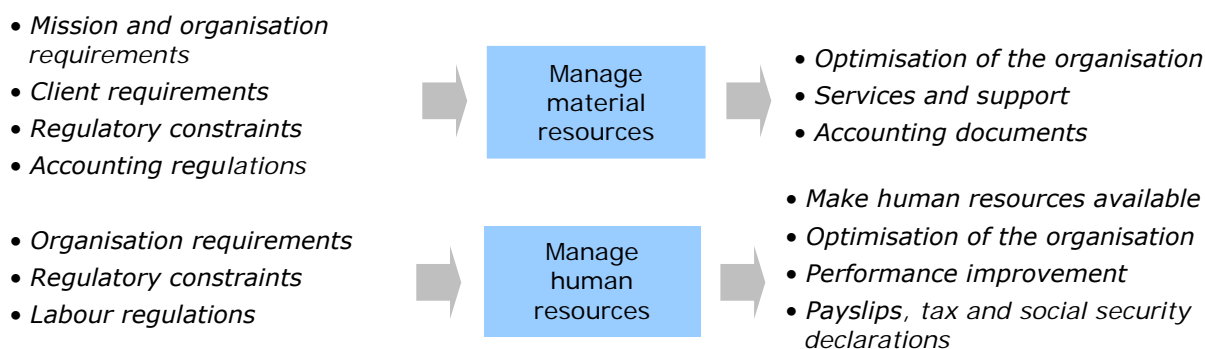 • Mission and organisation
requirements
• Client requirements
• Regulatory constraints
• Accounting regulations
Manage
material
resources
• Optimisation of the organisation
• Services and support
• Accounting documents
• Organisation requirements
• Regulatory constraints
• Labour regulations
Manage
human
resources
• Make human resources available
• Optimisation of the organisation
• Performance improvement
• Payslips, tax and social security
declarations